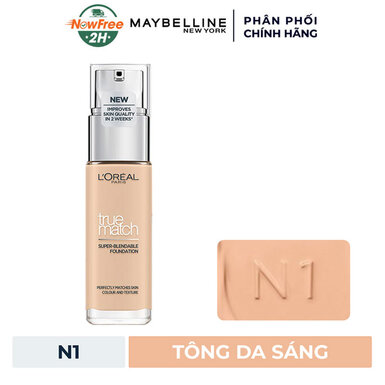 NowFree
2H
MAYBELLINE
NEW YORK
PHÂN PHỐI
CHÍNH HÃNG
NEW
IMPROVES
SKIN QUALITY
IN 2 WEEKS*
L'ORÉAL
PARIS
true
match
SUPER-BLENDABLE
FOUNDATION
PERFECTLY MATCHES SKIN
COLOUR AND TEXTURE
N1
N1
TÔNG DA SÁNG